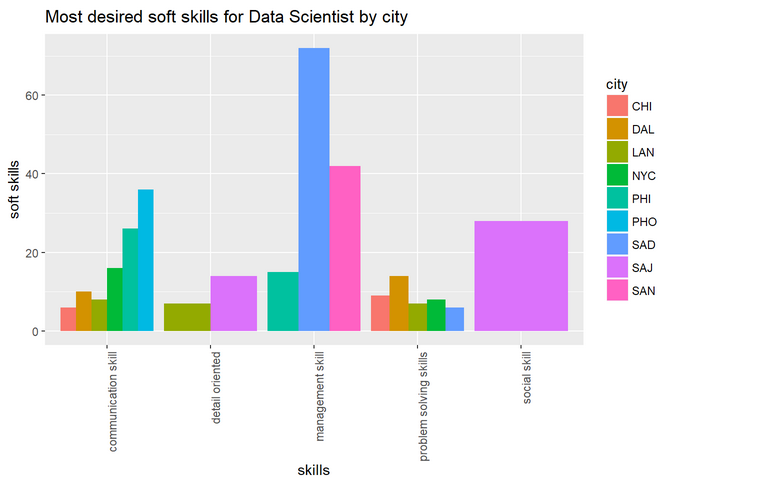 Most desired soft skills for Data Scientist by city
soft skills
60
40
20
0
communication skill
detail oriented
management skill
problem solving skills
social skill
skills
city
CHI
DAL
LAN
NYC
PHI
PHO
SAD
SAJ
SAN